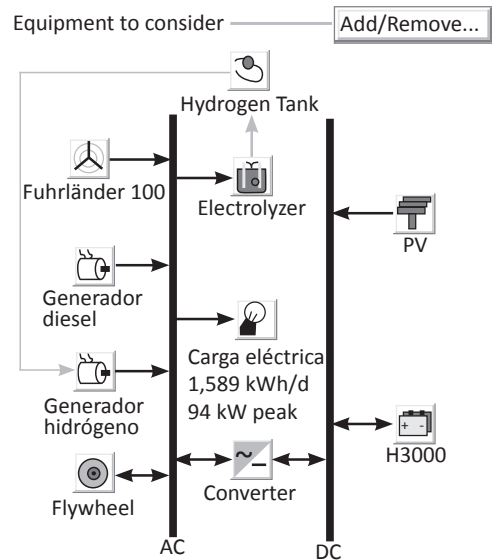 Equipment to consider
Add/Remove...
Hydrogen Tank
Fuhrländer 100
Electrolyzer
PV
Generador
diesel
Carga eléctrica
1,589 kWh/d
94 kW peak
Generador
hidrógeno
H3000
Flywheel
Converter
AC
DC